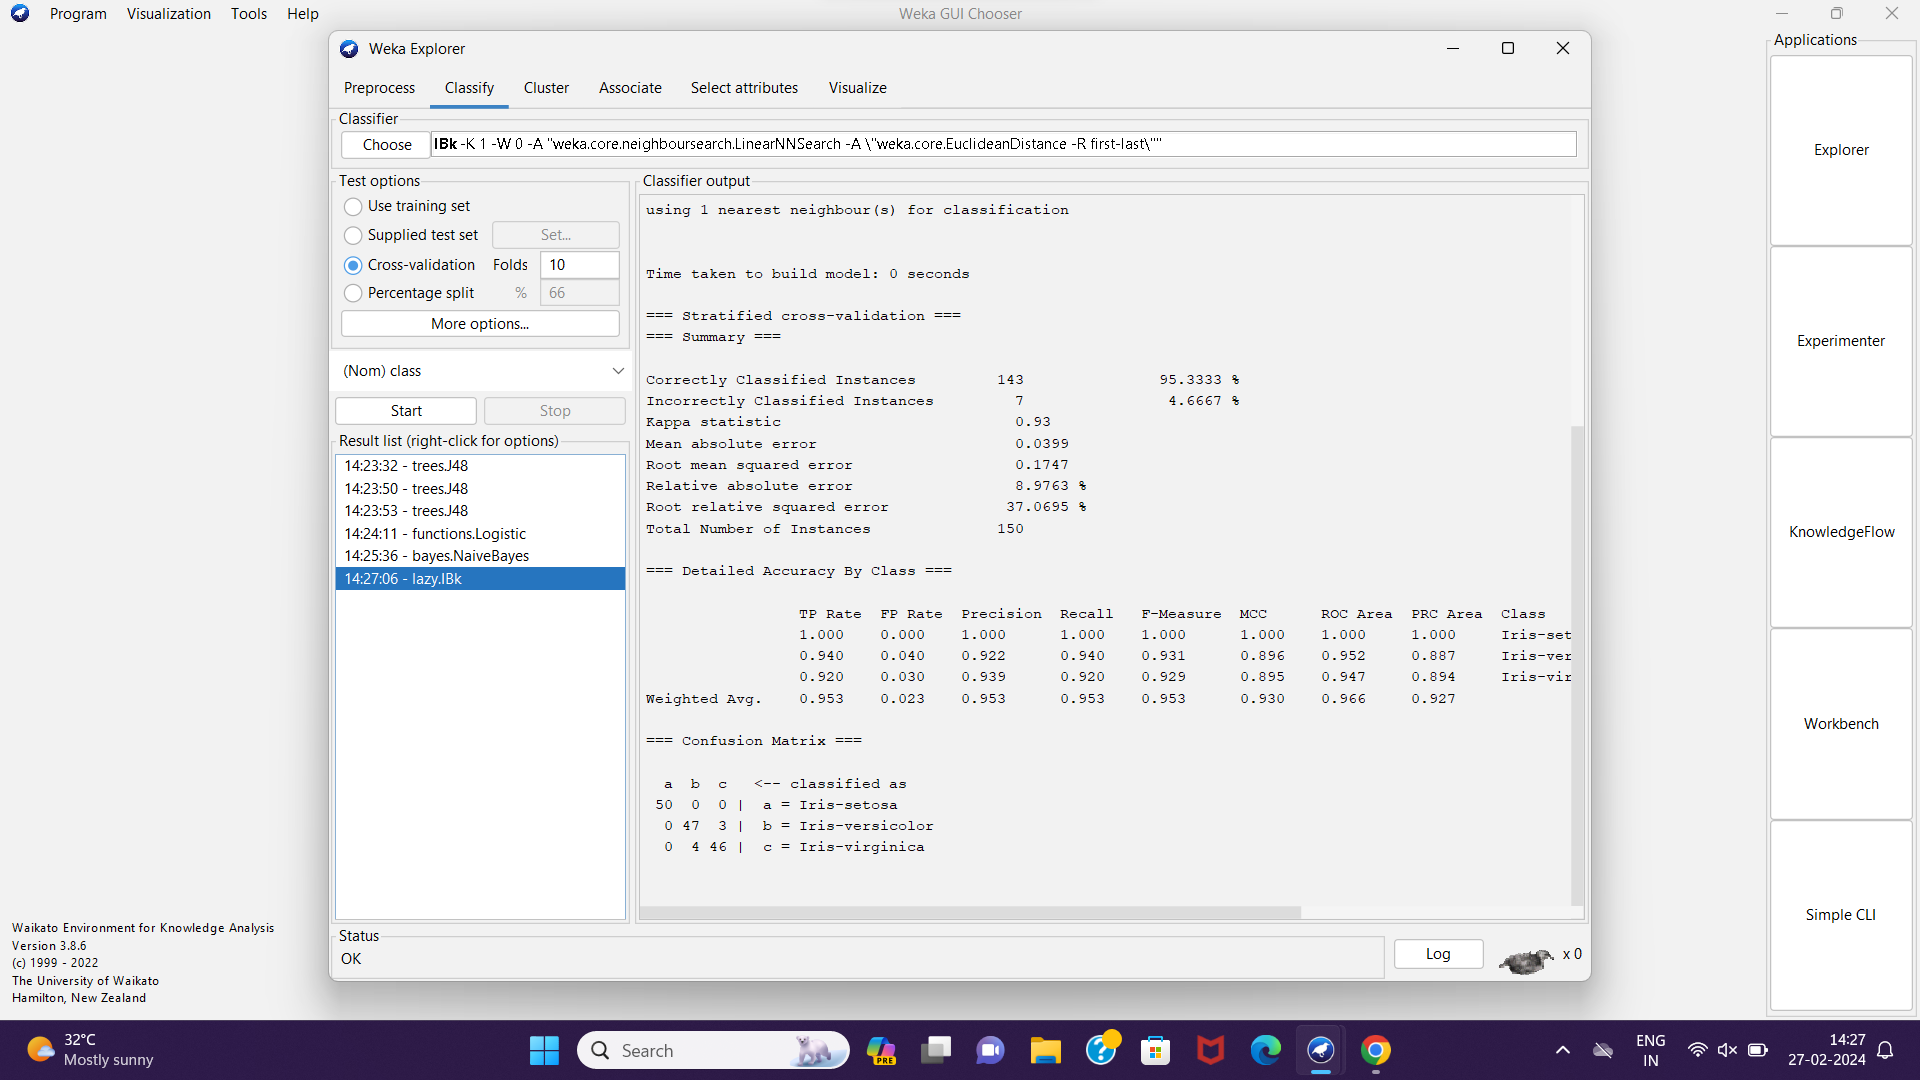 Program Visualization Tools Help
Weka GUI Chooser
Weka Explorer
Preprocess Classify Cluster Associate Select attributes Visualize
Classifier
Choose IBk -K 1 -W 0 -A "weka.core.neighboursearch.LinearNNSearch -A \"weka.core.EuclideanDistance -R first-last\""
Test options
Use training set
Supplied test set Set...
Cross-validation Folds 10
Percentage split % 66
More options...
(Nom) class
Start Stop
Result list (right-click for options)
14:23:32 - trees.J48
14:23:50 - trees.J48
14:23:53 - trees.J48
14:24:11 - functions.Logistic
14:25:36 - bayes.NaiveBayes
14:27:06 - lazy.IBk
Classifier output
using 1 nearest neighbour(s) for classification
Time taken to build model: 0 seconds
=== Stratified cross-validation ===
=== Summary ===
Correctly Classified Instances 143 95.3333 %
Incorrectly Classified Instances 7 4.6667 %
Kappa statistic 0.93
Mean absolute error 0.0399
Root mean squared error 0.1747
Relative absolute error 8.9763 %
Root relative squared error 37.0695 %
Total Number of Instances 150
=== Detailed Accuracy By Class ===
TP Rate FP Rate Precision Recall F-Measure MCC ROC Area PRC Area Class
1.000 0.000 1.000 1.000 1.000 1.000 1.000 1.000 Iris-set
0.940 0.040 0.922 0.940 0.931 0.896 0.952 0.887 Iris-ver
0.920 0.030 0.939 0.920 0.929 0.895 0.947 0.894 Iris-vir
Weighted Avg. 0.953 0.023 0.953 0.953 0.953 0.930 0.966 0.927
=== Confusion Matrix ===
a b c <-- classified as
50 0 0 | a = Iris-setosa
0 47 3 | b = Iris-versicolor
0 4 46 | c = Iris-virginica
Status
OK
Log
x 0
Applications
Explorer
Experimenter
KnowledgeFlow
Workbench
Simple CLI
Waikato Environment for Knowledge Analysis
Version 3.8.6
(c) 1999 - 2022
The University of Waikato
Hamilton, New Zealand
32°C
Mostly sunny
Search
PRE
ENG
IN
14:27
27-02-2024